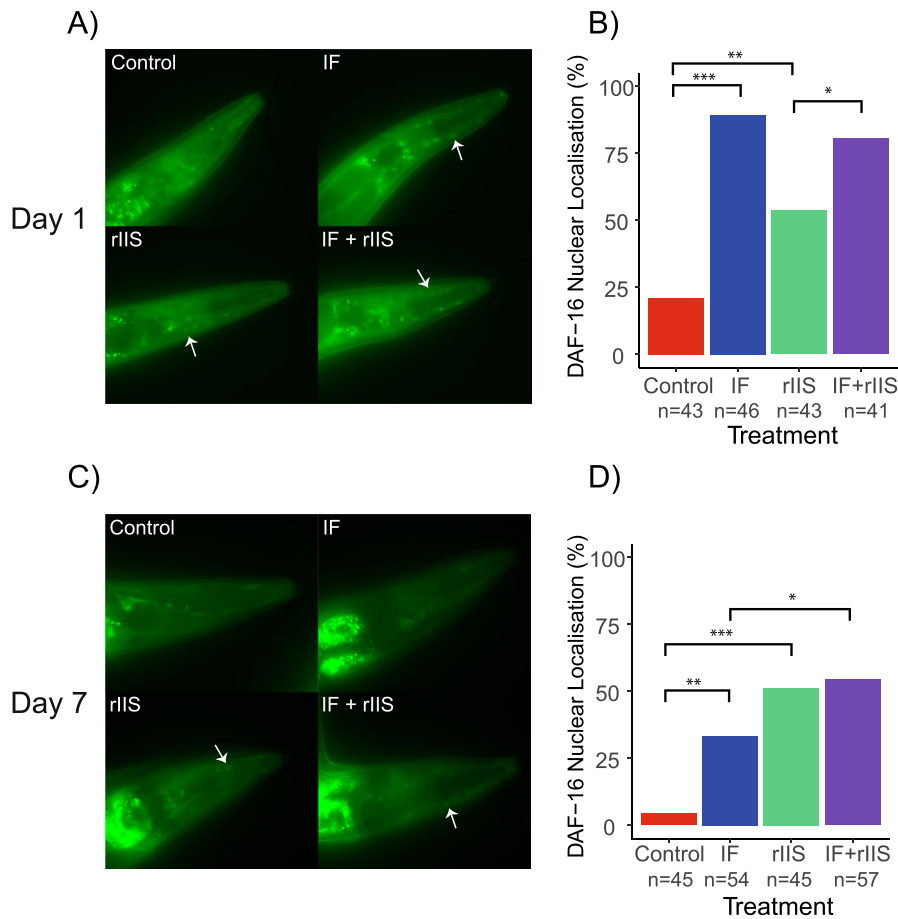 A)
Control
IF
Day 1
rIIS
IF + rIIS
B)
DAF−16 Nuclear Localisation (%)
100
75
50
25
0
**
***
*
Control IF rIIS IF+rIIS
n=43 n=46 n=43 n=41
Treatment
C)
Control
IF
Day 7
rIIS
IF + rIIS
D)
DAF−16 Nuclear Localisation (%)
100
75
50
25
0
*
***
**
Control IF rIIS IF+rIIS
n=45 n=54 n=45 n=57
Treatment